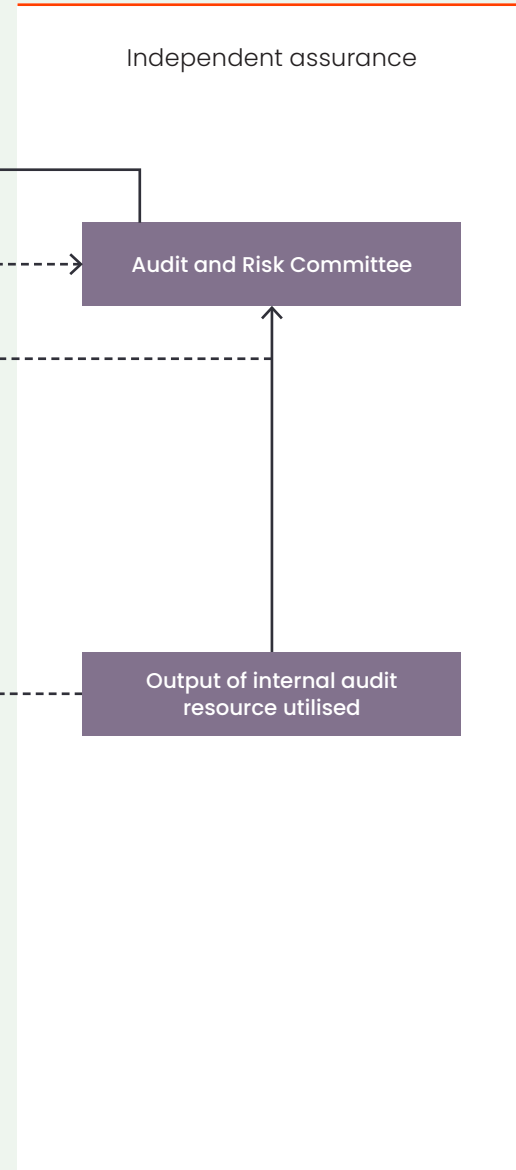 Independent assurance
Audit and Risk Committee
Output of internal audit
resource utilised